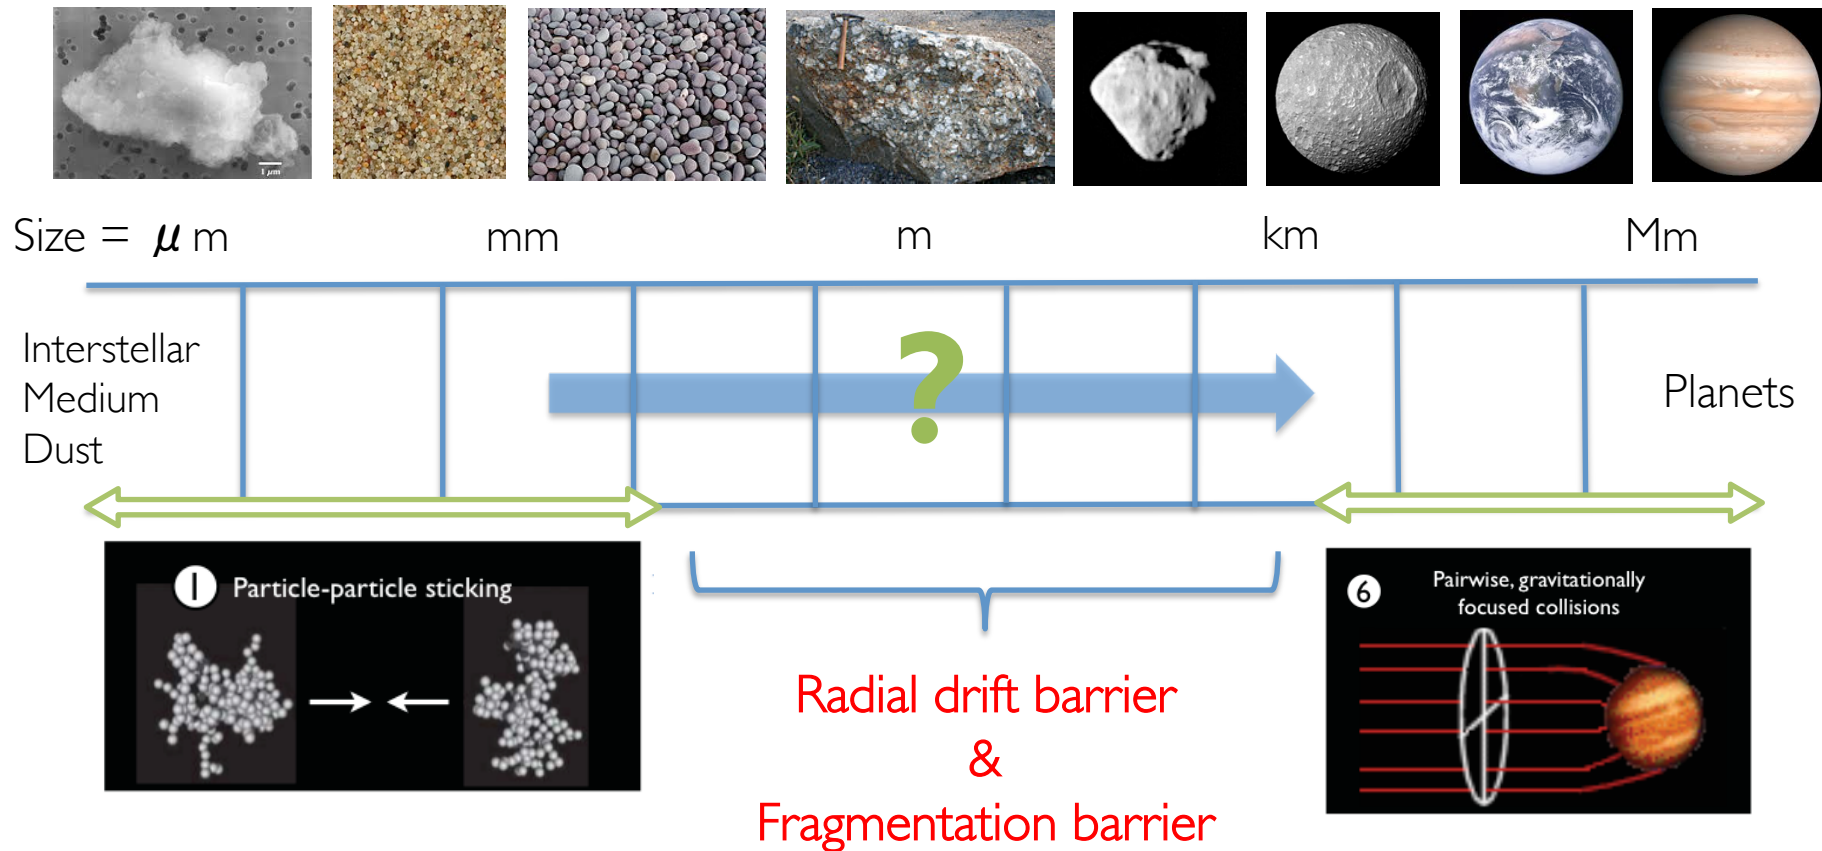 1 μm
Size = μ m mm m km Mm
Interstellar
Medium
Dust
?
Planets
1 Particle-particle sticking
6 Pairwise, gravitationally
focused collisions
Radial drift barrier
&
Fragmentation barrier